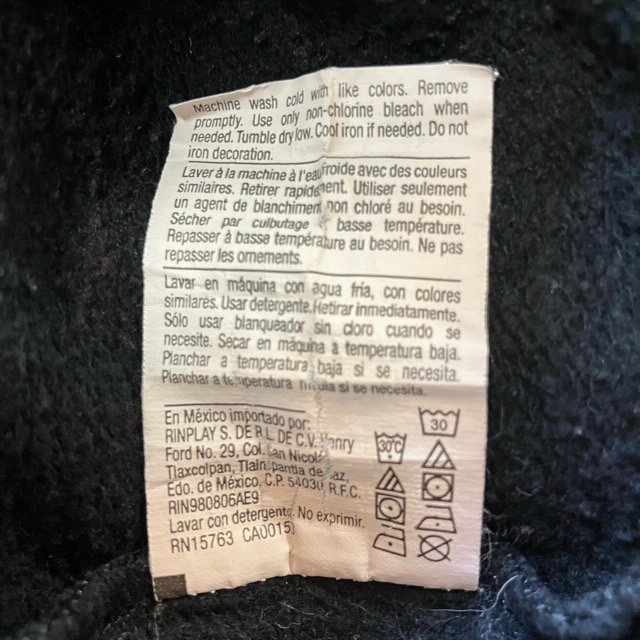 Machine wash cold with like colors. Remove
promptly. Use only non-chlorine bleach when
needed. Tumble dry low. Cool iron if needed. Do not
iron decoration.
Laver à la machine à l'eau froide avec des couleurs
similaires. Retirer rapidement. Utiliser seulement
un agent de blanchiment non chloré au besoin.
Sécher par culbutage basse température.
Repasser à basse température au besoin. Ne pas
repasser les ornements.
Lavar en máquina con agua fría, con colores
similares. Usar detergente. Retirar inmediatamente.
Sólo usar blanqueador sin cloro cuando se
necesite. Secar en máquina a temperatura baja.
Planchar a temperatura baja si se necesita.
Planchar a temperatura si se necesita.
En México importado por:
RINPLAY S. DE R.L. DE C.V. Henry
Ford No. 29, Col. San Nicolás
Tlaxcolpan, Tlalnepantla de Baz,
Edo. de México, C.P. 54030 R.F.C.
RIN980806AE9
Lavar con detergente. No exprimir.
RN15763 CA00151
30°C
30